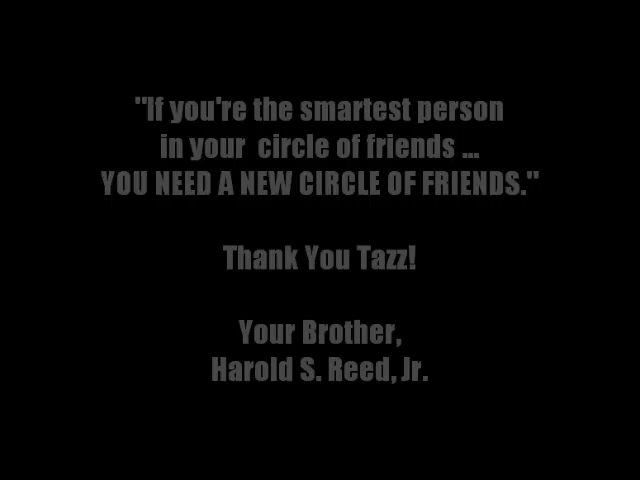 "If you're the smartest person
in your  circle of friends ...
YOU NEED A NEW CIRCLE OF FRIENDS."
Thank You Tazz!
Your Brother,
Harold S. Reed, Jr.